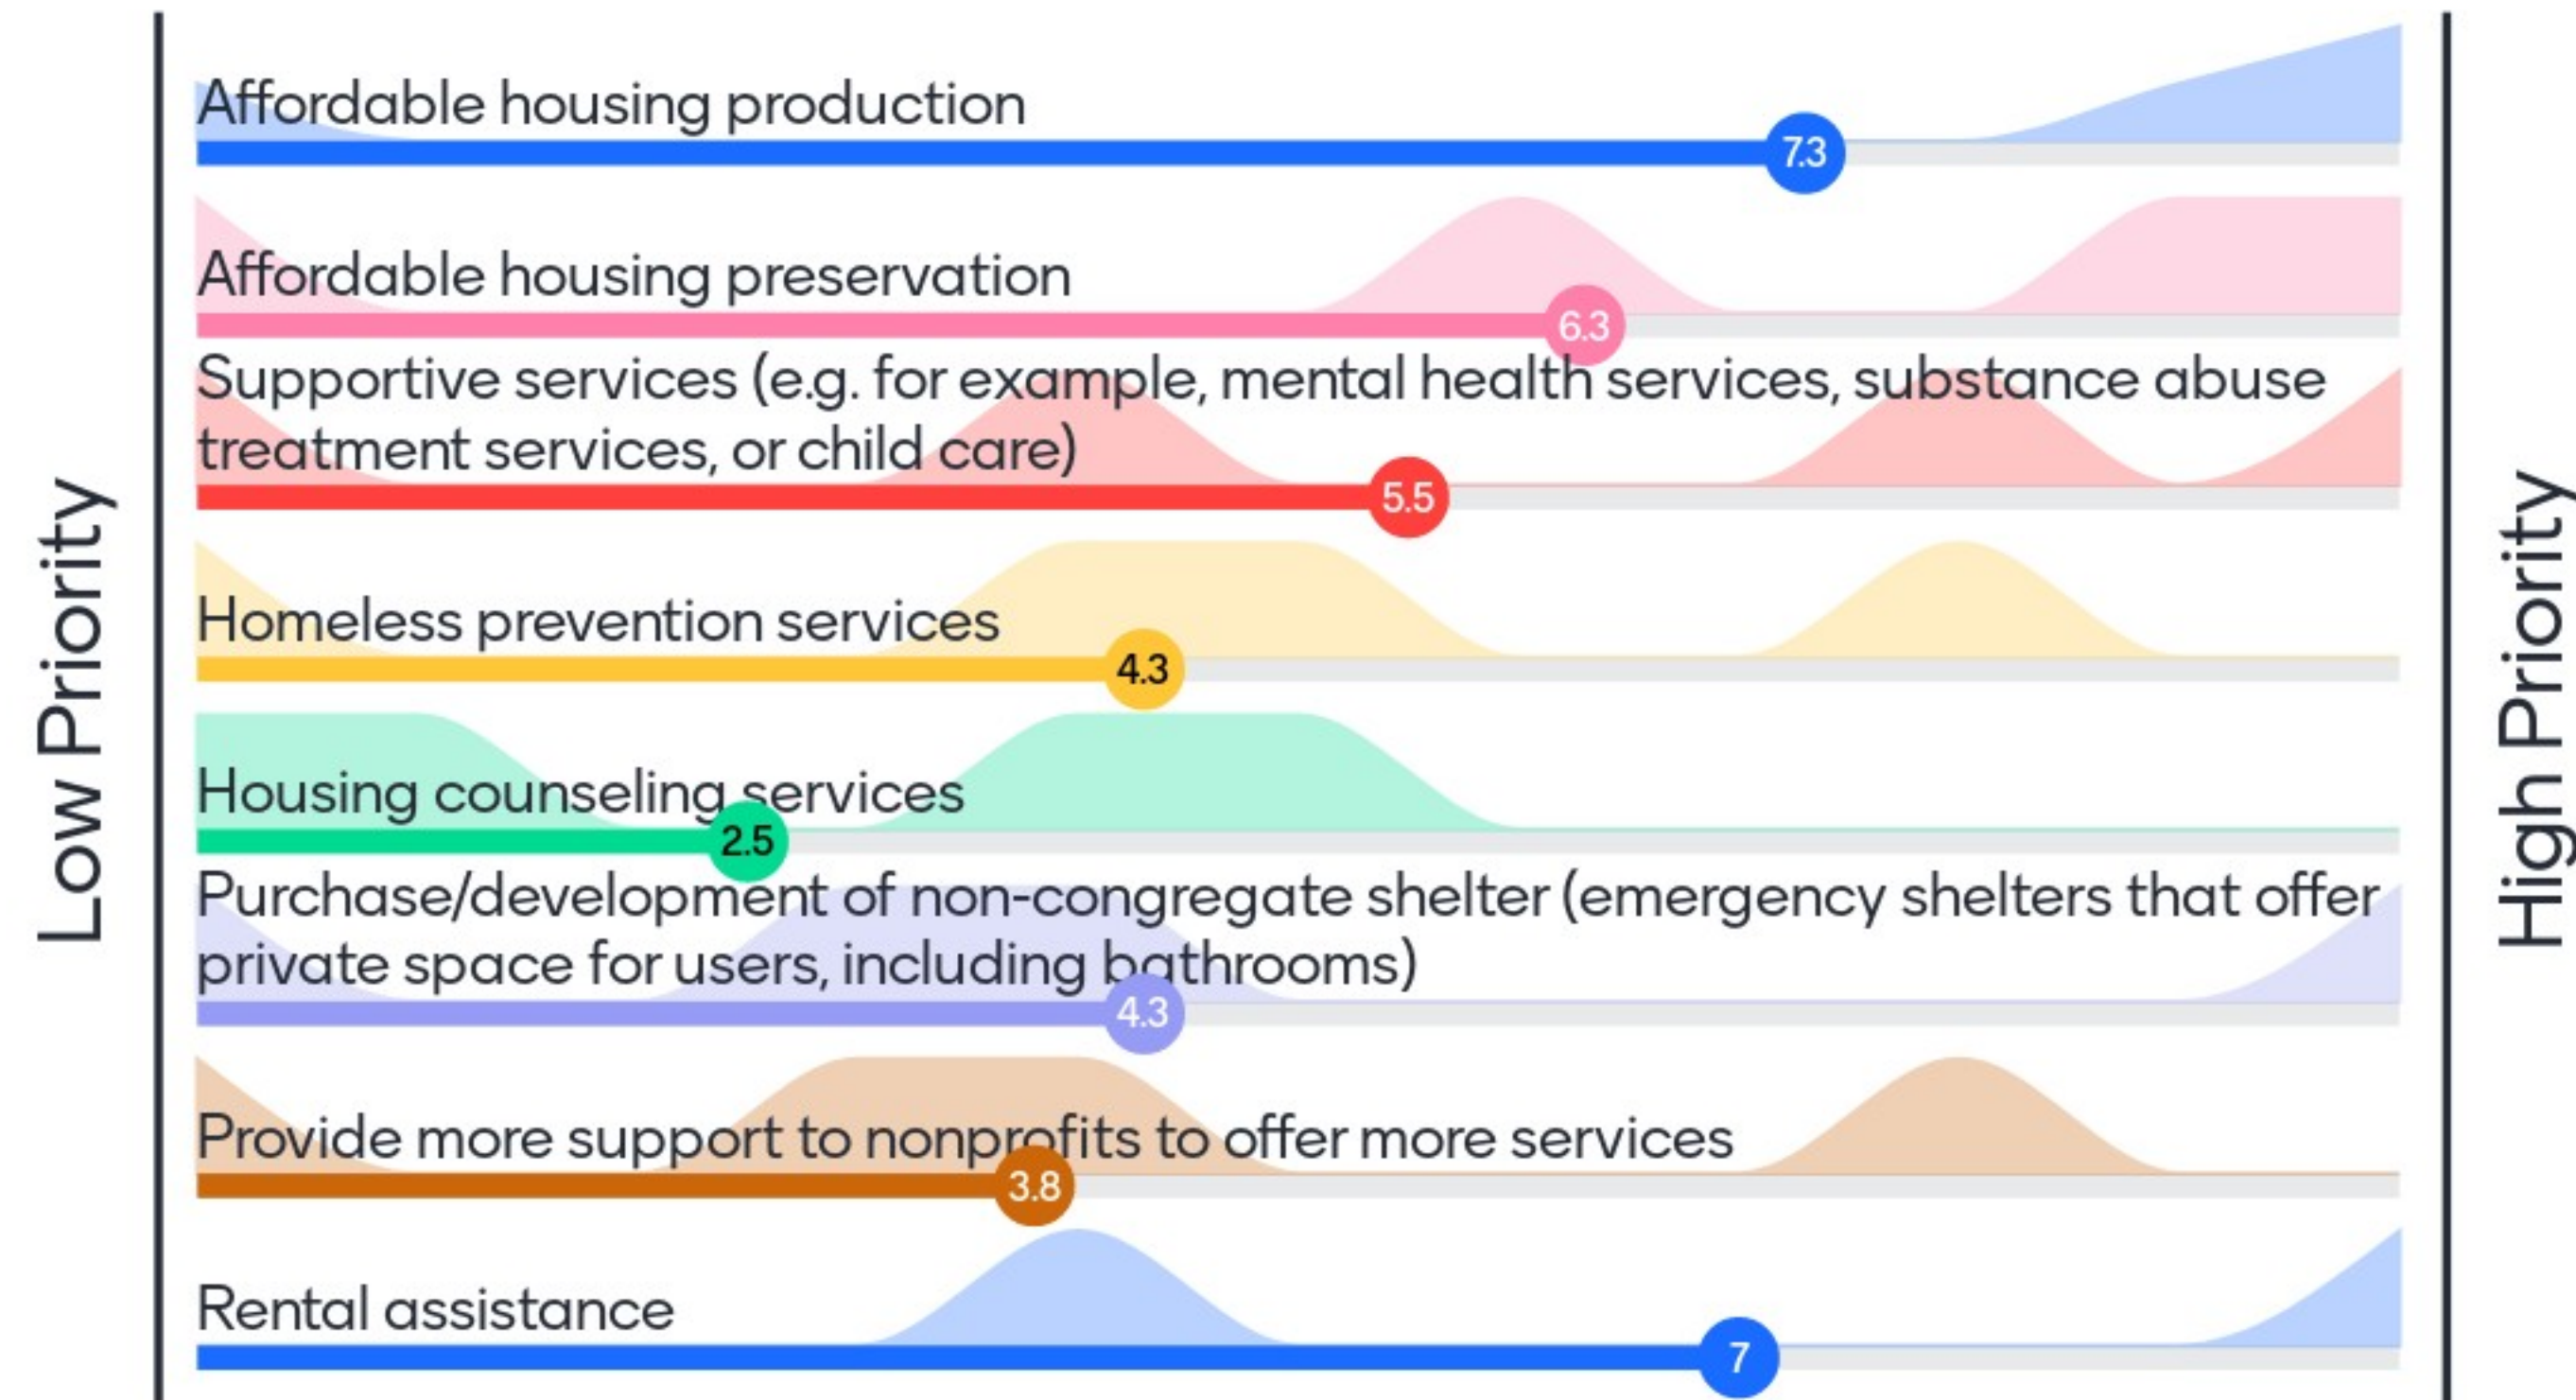 Affordable housing production
7.3
Affordable housing preservation
6.3
Supportive services (e.g. for example, mental health services, substance abuse
treatment services, or child care)
5.5
Homeless prevention services
4.3
Housing counseling services
2.5
Purchase/development of non-congregate shelter (emergency shelters that offer
private space for users, including bathrooms)
4.3
Provide more support to nonprofits to offer more services
3.8
Rental assistance
7
Low Priority
High Priority